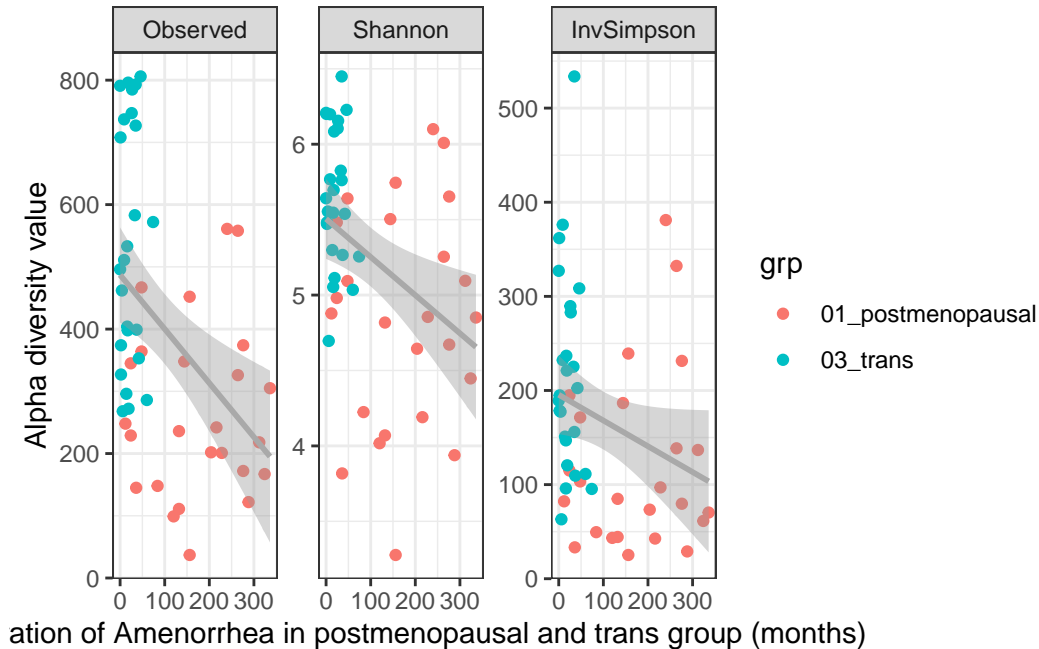 Observed Shannon InvSimpson
Alpha diversity value
800
600
400
200
0
6
5
4
500
400
300
200
100
0
0 100 200 300 0 100 200 300 0 100 200 300
ation of Amenorrhea in postmenopausal and trans group (months)
grp
01_postmenopausal
03_trans